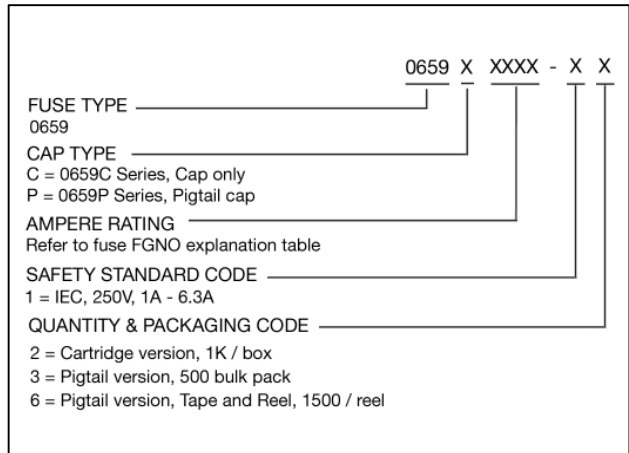 0659 X XXXX - X X
FUSE TYPE
0659
CAP TYPE
C = 0659C Series, Cap only
P = 0659P Series, Pigtail cap
AMPERE RATING
Refer to fuse FGNO explanation table
SAFETY STANDARD CODE
1 = IEC, 250V, 1A - 6.3A
QUANTITY & PACKAGING CODE
2 = Cartridge version, 1K / box
3 = Pigtail version, 500 bulk pack
6 = Pigtail version, Tape and Reel, 1500 / reel